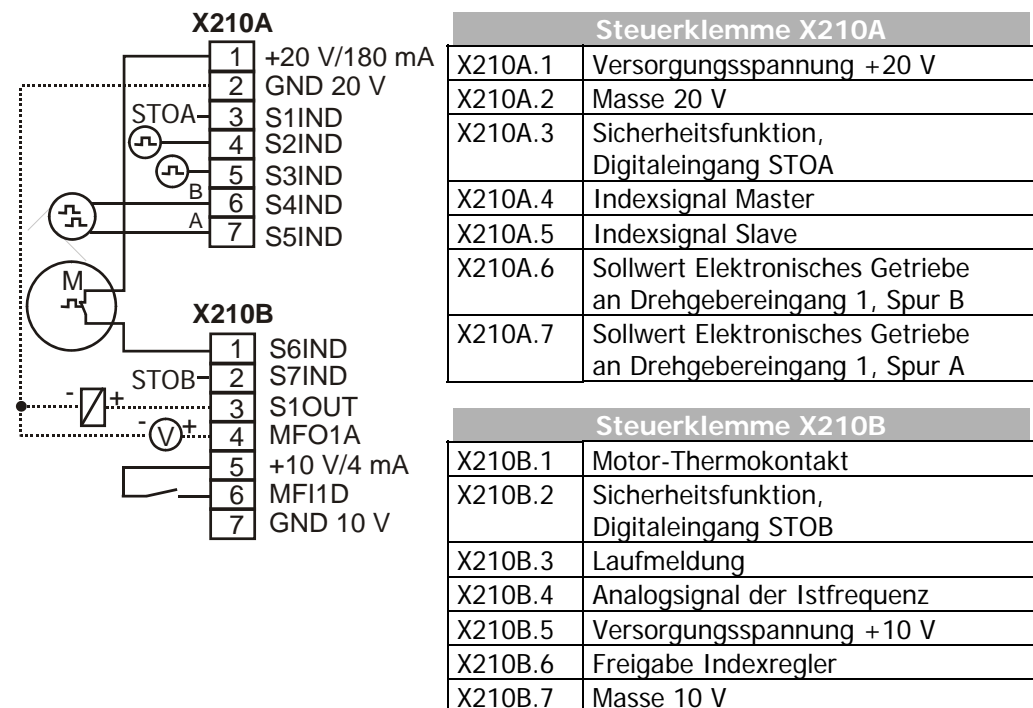 X210A
1 +20 V/180 mA
2 GND 20 V
STOA 3 S1IND
4 S2IND
5 S3IND
B 6 S4IND
A 7 S5IND
M
X210B
1 S6IND
STOB 2 S7IND
- + 3 S1OUT
- V + 4 MFO1A
5 +10 V/4 mA
6 MFI1D
7 GND 10 V
Steuerklemme X210A
X210A.1 Versorgungsspannung +20 V
X210A.2 Masse 20 V
X210A.3 Sicherheitsfunktion,
Digitaleingang STOA
X210A.4 Indexsignal Master
X210A.5 Indexsignal Slave
X210A.6 Sollwert Elektronisches Getriebe
an Drehgebereingang 1, Spur B
X210A.7 Sollwert Elektronisches Getriebe
an Drehgebereingang 1, Spur A
Steuerklemme X210B
X210B.1 Motor-Thermokontakt
X210B.2 Sicherheitsfunktion,
Digitaleingang STOB
X210B.3 Laufmeldung
X210B.4 Analogsignal der Istfrequenz
X210B.5 Versorgungsspannung +10 V
X210B.6 Freigabe Indexregler
X210B.7 Masse 10 V